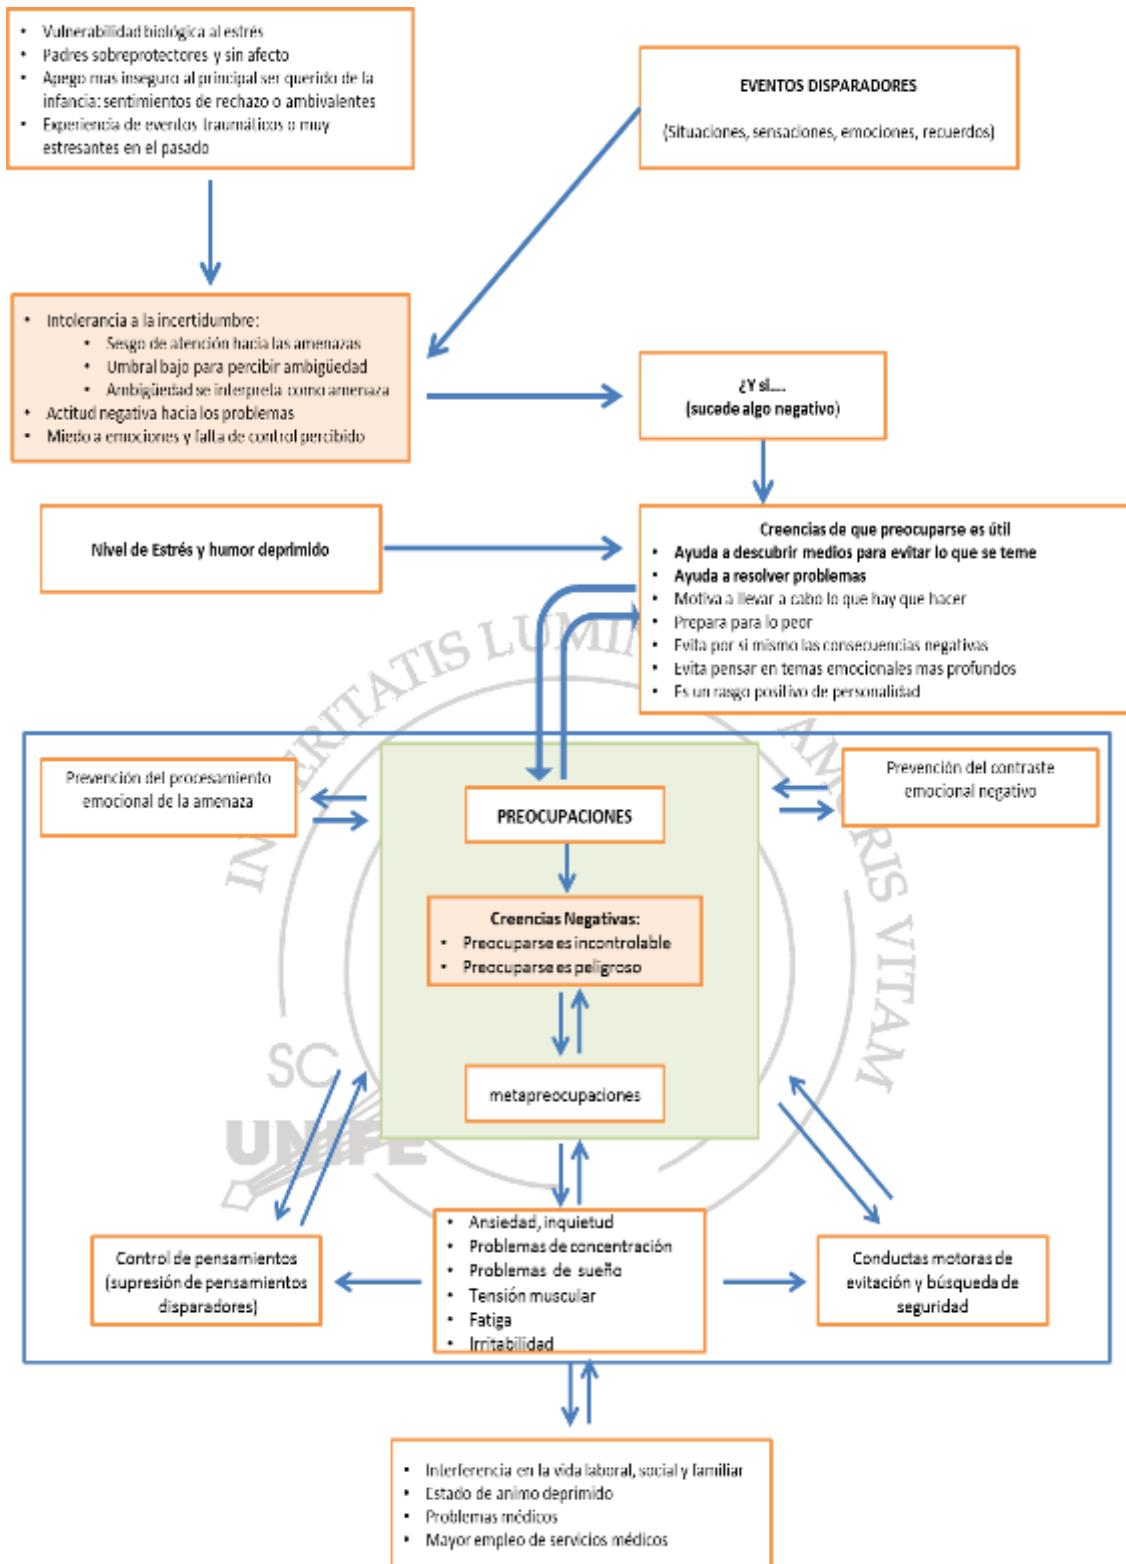 • Vulnerabilidad biológica al estrés
• Padres sobreprotectores y sin afecto
• Apego mas inseguro al principal ser querido de la
infancia: sentimientos de rechazo o ambivalentes
• Experiencia de eventos traumáticos o muy
estresantes en el pasado
EVENTOS DISPARADORES
(Situaciones, sensaciones, emociones, recuerdos)
• Intolerancia a la incertidumbre:
• Sesgo de atención hacia las amenazas
• Umbral bajo para percibir ambigüedad
• Ambigüedad se interpreta como amenaza
• Actitud negativa hacia los problemas
• Miedo a emociones y falta de control percibido
¿Y si....
(sucede algo negativo)
Nivel de Estrés y humor deprimido
Creencias de que preocuparse es útil
• Ayuda a descubrir medios para evitar lo que se teme
• Ayuda a resolver problemas
• Motiva a llevar a cabo lo que hay que hacer
• Prepara para lo peor
• Evita por si mismo las consecuencias negativas
• Evita pensar en temas emocionales mas profundos
• Es un rasgo positivo de personalidad
Prevención del procesamiento
emocional de la amenaza
Prevención del contraste
emocional negativo
PREOCUPACIONES
Creencias Negativas:
• Preocuparse es incontrolable
• Preocuparse es peligroso
metapreocupaciones
• Ansiedad, inquietud
• Problemas de concentración
• Problemas de sueño
• Tensión muscular
• Fatiga
• Irritabilidad
Control de pensamientos
(supresión de pensamientos
disparadores)
Conductas motoras de
evitación y búsqueda de
seguridad
• Interferencia en la vida laboral, social y familiar
• Estado de animo deprimido
• Problemas médicos
• Mayor empleo de servicios médicos
RITATIS LUMI
RIS VITAM
SC
UNIFE